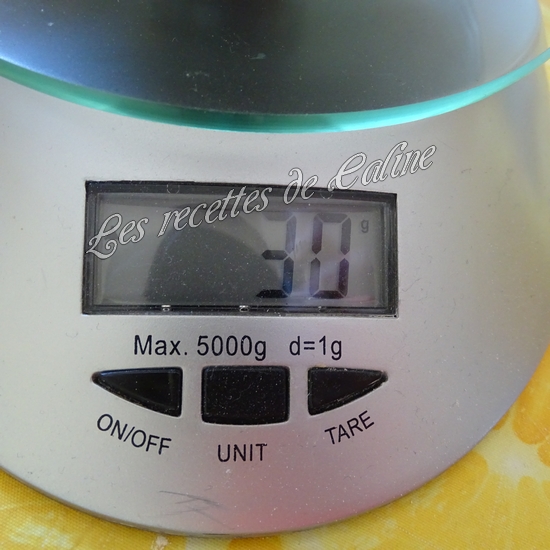 Les recettes de Caline
30 g
Max. 5000g d=1g
ON/OFF UNIT TARE